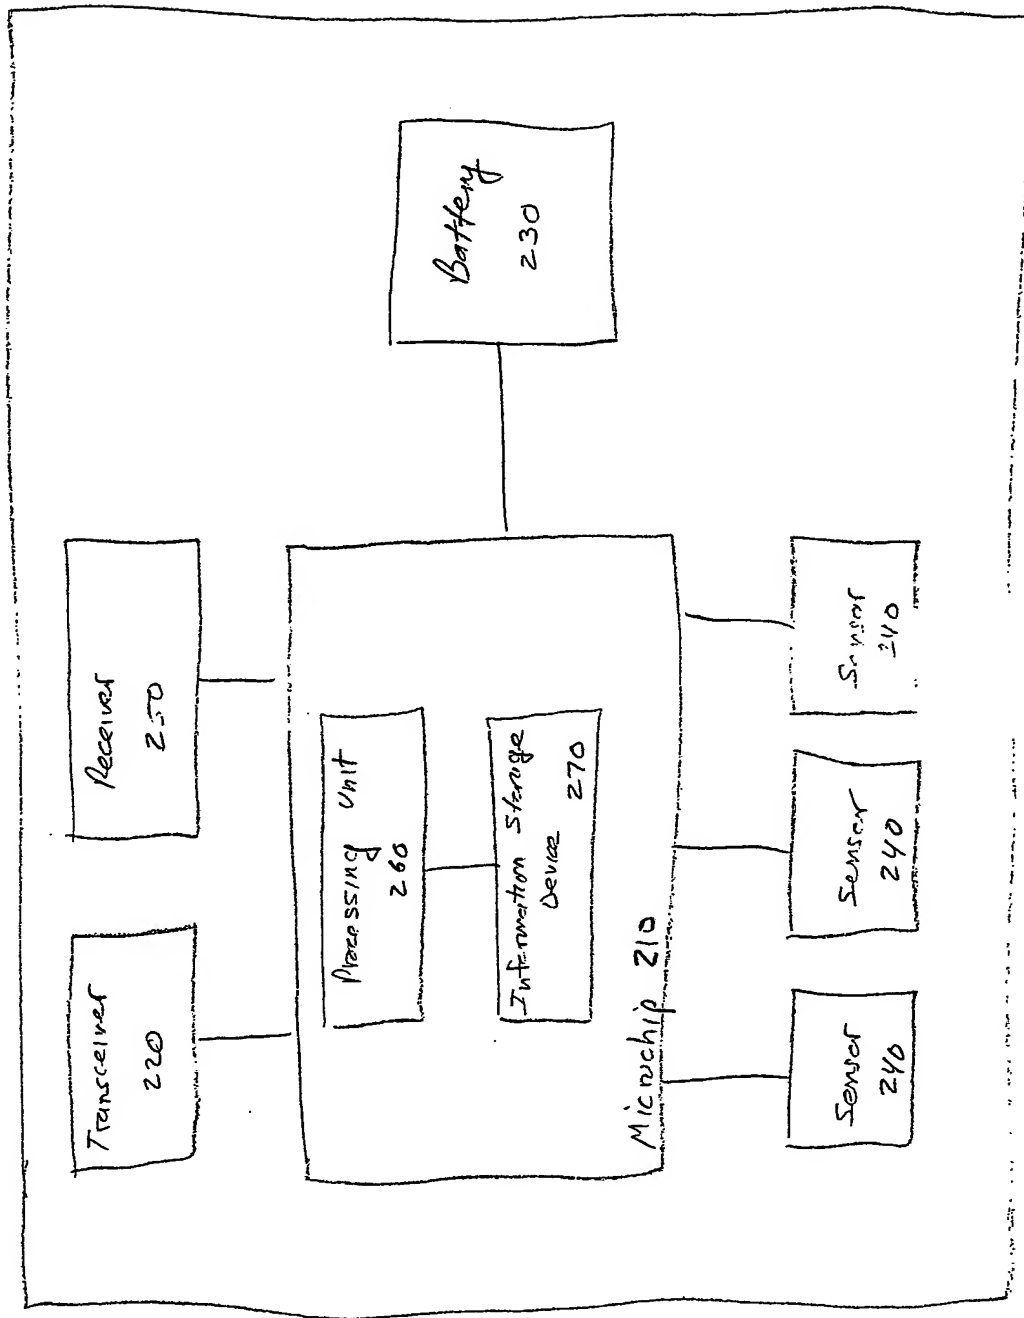 Transceiver
220
Receiver
250
Processing Unit
260
Information Storage
Device
270
Microchip 210
Battery
230
Sensor
240
Sensor
240
Sensor
240